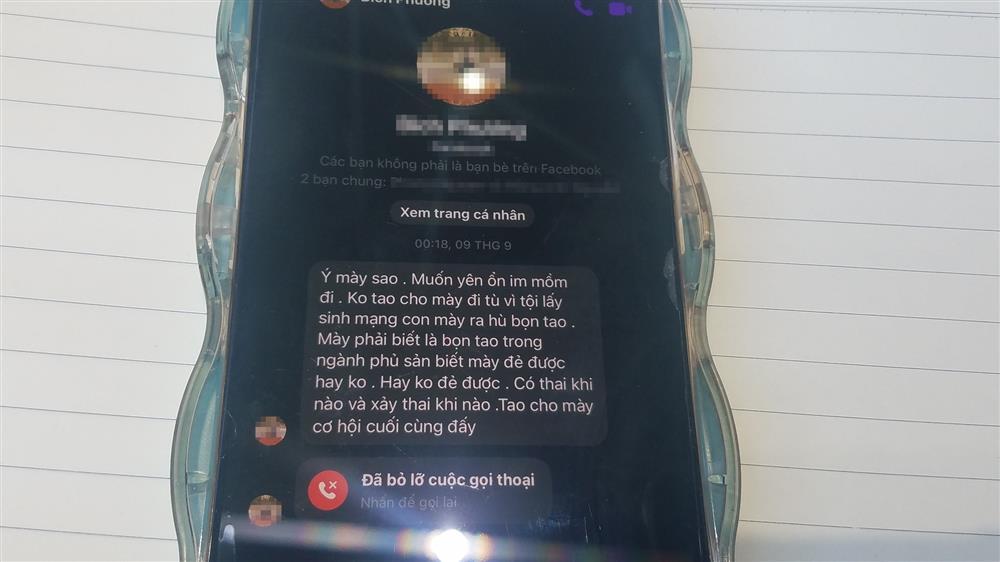 Các bạn không phải là bạn bè trên Facebook
2 bạn chung:
Xem trang cá nhân
00:18, 09 THG 9
Ý mày sao . Muốn yên ổn im mồm
đi . Ko tao cho mày đi tù vì tội lấy
sinh mạng con mày ra hù bọn tao .
Mày phải biết là bọn tao trong
ngành phủ sản biết mày đẻ được
hay ko . Hay ko đẻ được . Có thai khi
nào và xảy thai khi nào .Tao cho mày
cơ hội cuối cùng đấy
Đã bỏ lỡ cuộc gọi thoại
Nhấn để gọi lại